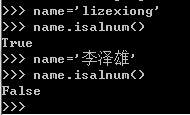 >>> name='lizexiong'
>>> name.isalnum()
True
>>> name='李泽雄'
>>> name.isalnum()
False
>>>